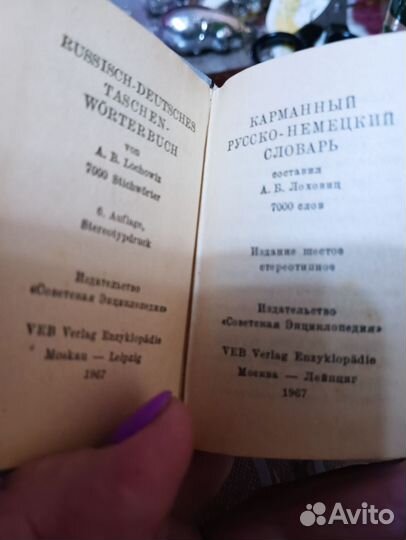 RUSSISCH-DEUTSCHES
TASCHEN-
WÖRTERBUCH
von
A. B. Lochowiz
7000 Stichwörter
6. Auflage,
Stereotypdruck
Издательство
«Советская Энциклопедия»
VEB Verlag Enzyklopädie
Moskau — Leipzig
1967
КАРМАННЫЙ
РУССКО-НЕМЕЦКИЙ
СЛОВАРЬ
составил
А. Б. Лоховиц
7000 слов
Издание шестое
стереотипное
Издательство
«Советская Энциклопедия»
VEB Verlag Enzyklopädie
Москва — Лейпциг
1967
Avito